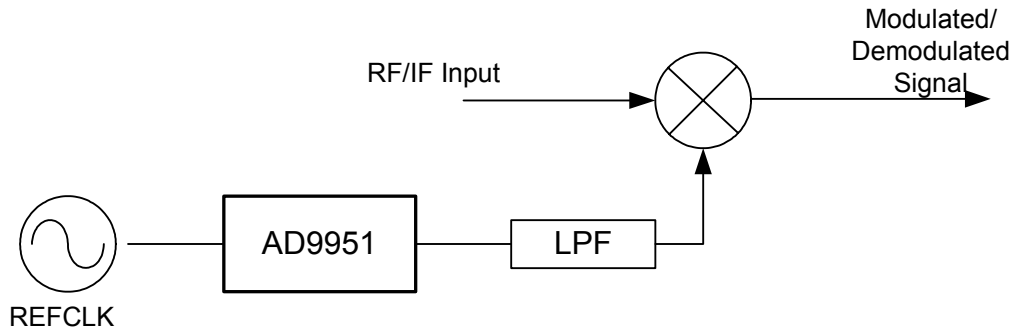 Modulated/
Demodulated
Signal
RF/IF Input
AD9951
LPF
REFCLK